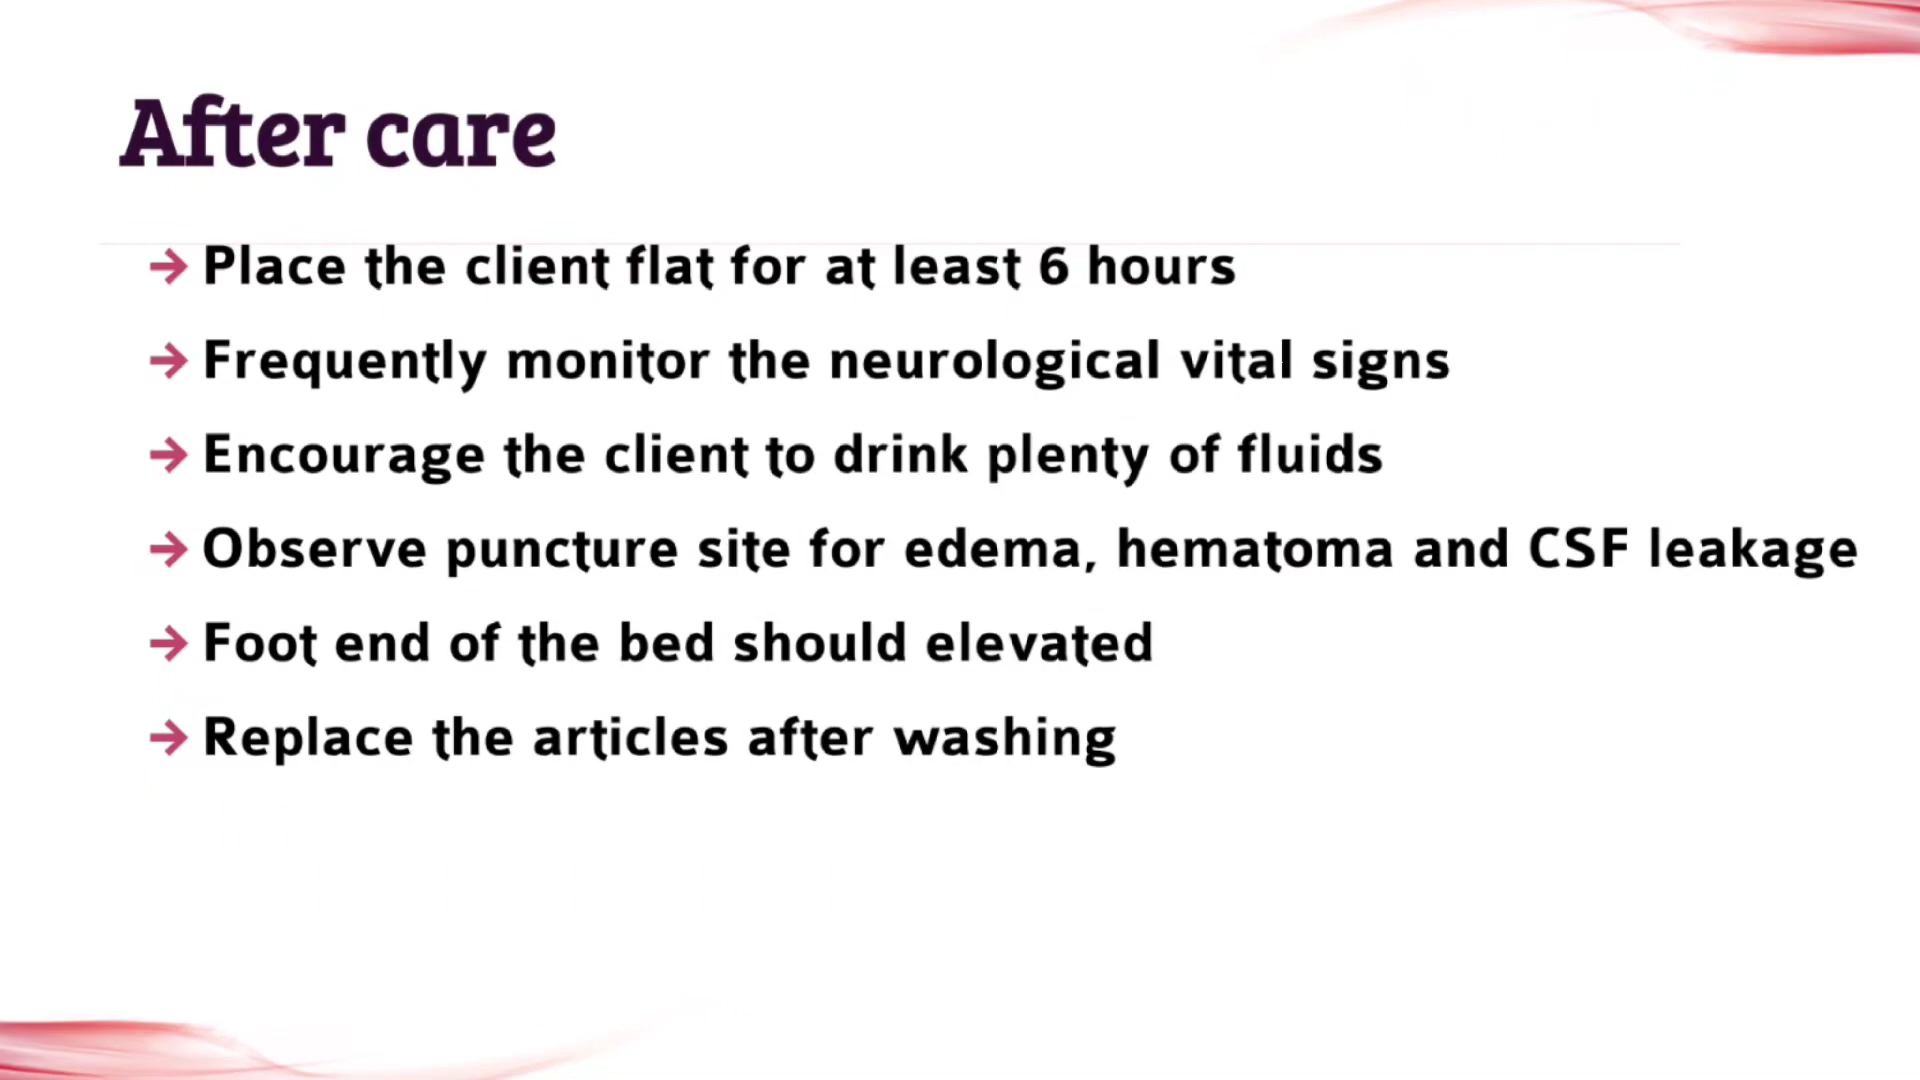 After care
→ Place the client flat for at least 6 hours
→ Frequently monitor the neurological vital signs
→ Encourage the client to drink plenty of fluids
→ Observe puncture site for edema, hematoma and CSF leakage
→ Foot end of the bed should elevated
→ Replace the articles after washing